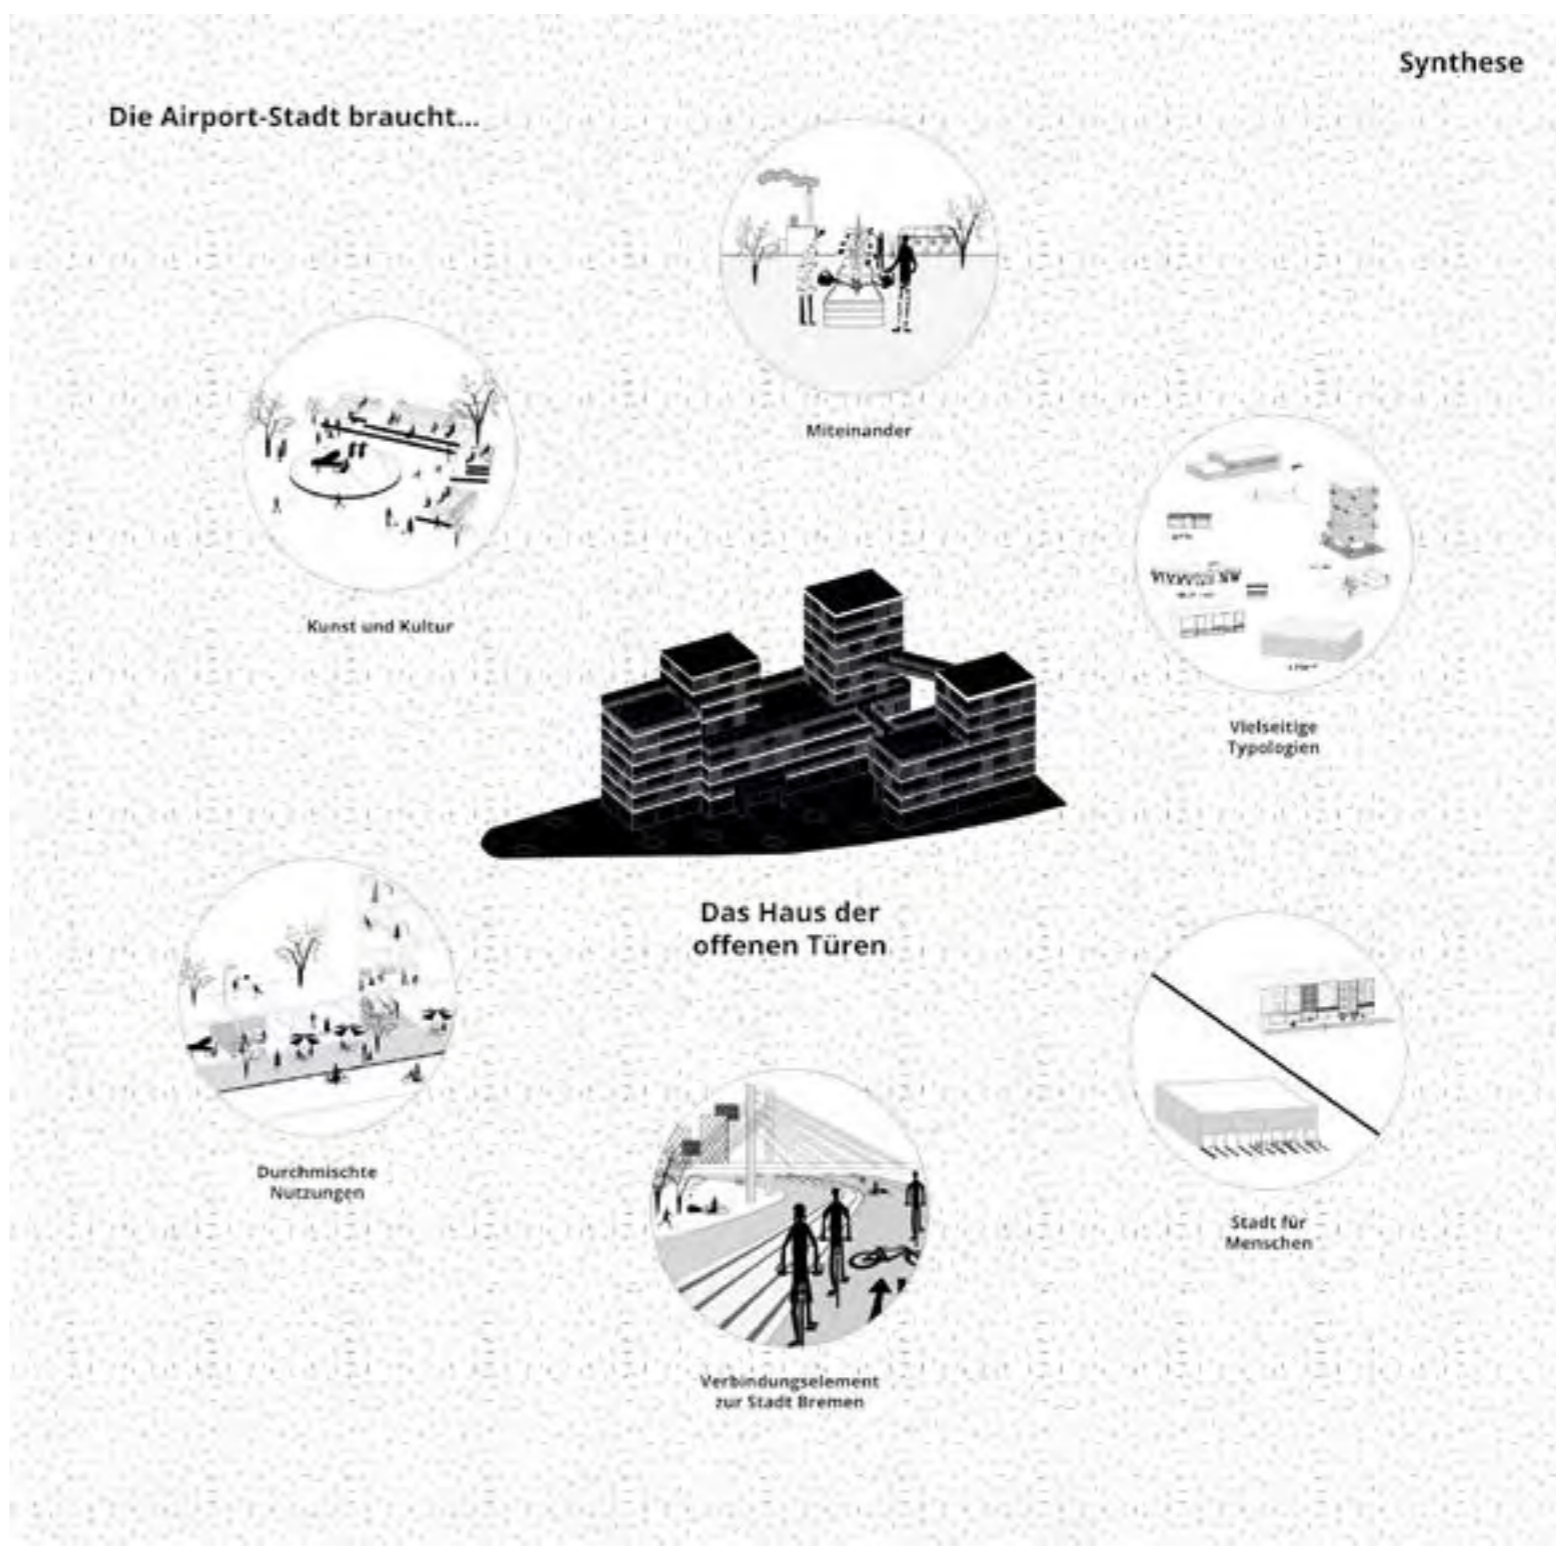 Synthese
Die Airport-Stadt braucht...
Miteinander
Kunst und Kultur
Vielseitige
Typologien
Das Haus der
offenen Türen
Durchmischte
Nutzungen
Stadt für
Menschen
Verbindungselement
zur Stadt Bremen